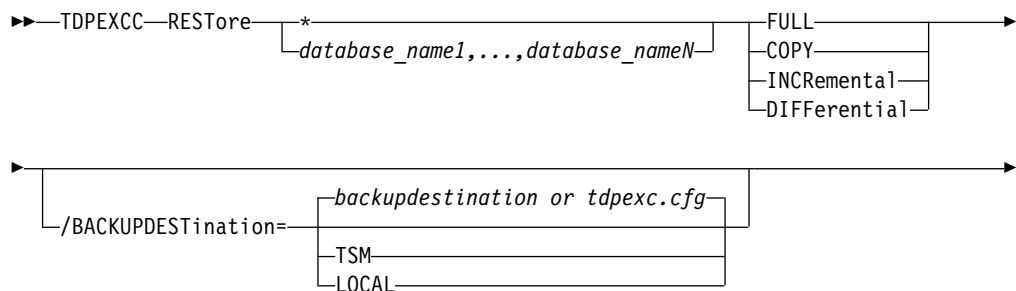 TDPEXCC RESTore * FULL
database_name1,...,database_nameN COPY
INCRemental
DIFFerential
backupdestination or tdpexc.cfg
/BACKUPDESTination=
TSM
LOCAL